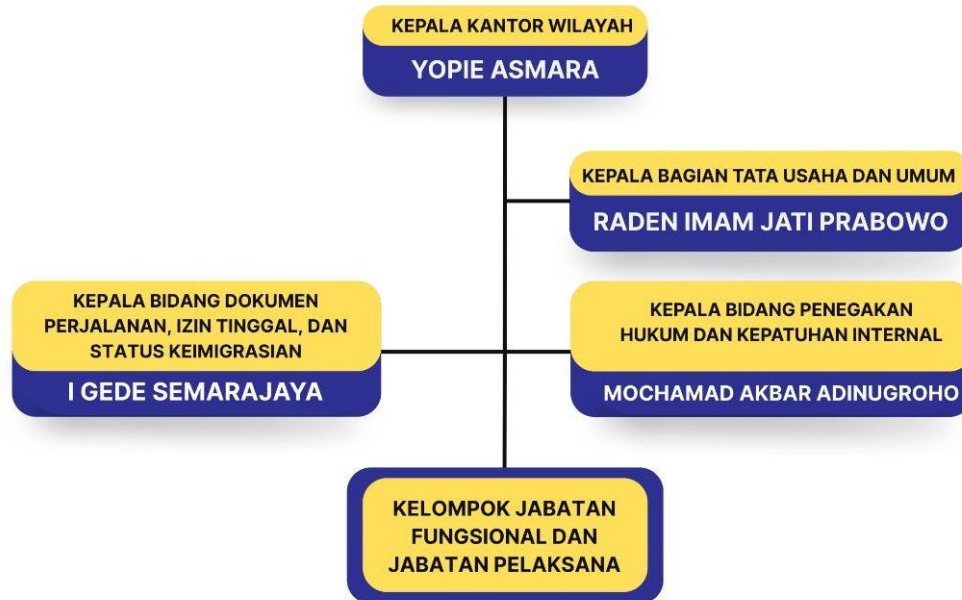 KEPALA KANTOR WILAYAH
YOPIE ASMARA
KEPALA BAGIAN TATA USAHA DAN UMUM
RADEN IMAM JATI PRABOWO
KEPALA BIDANG DOKUMEN
PERJALANAN, IZIN TINGGAL, DAN
STATUS KEIMIGRASIAN
I GEDE SEMARAJAYA
KEPALA BIDANG PENEGAKAN
HUKUM DAN KEPATUHAN INTERNAL
MOCHAMAD AKBAR ADINUGROHO
KELOMPOK JABATAN
FUNGSIONAL DAN
JABATAN PELAKSANA